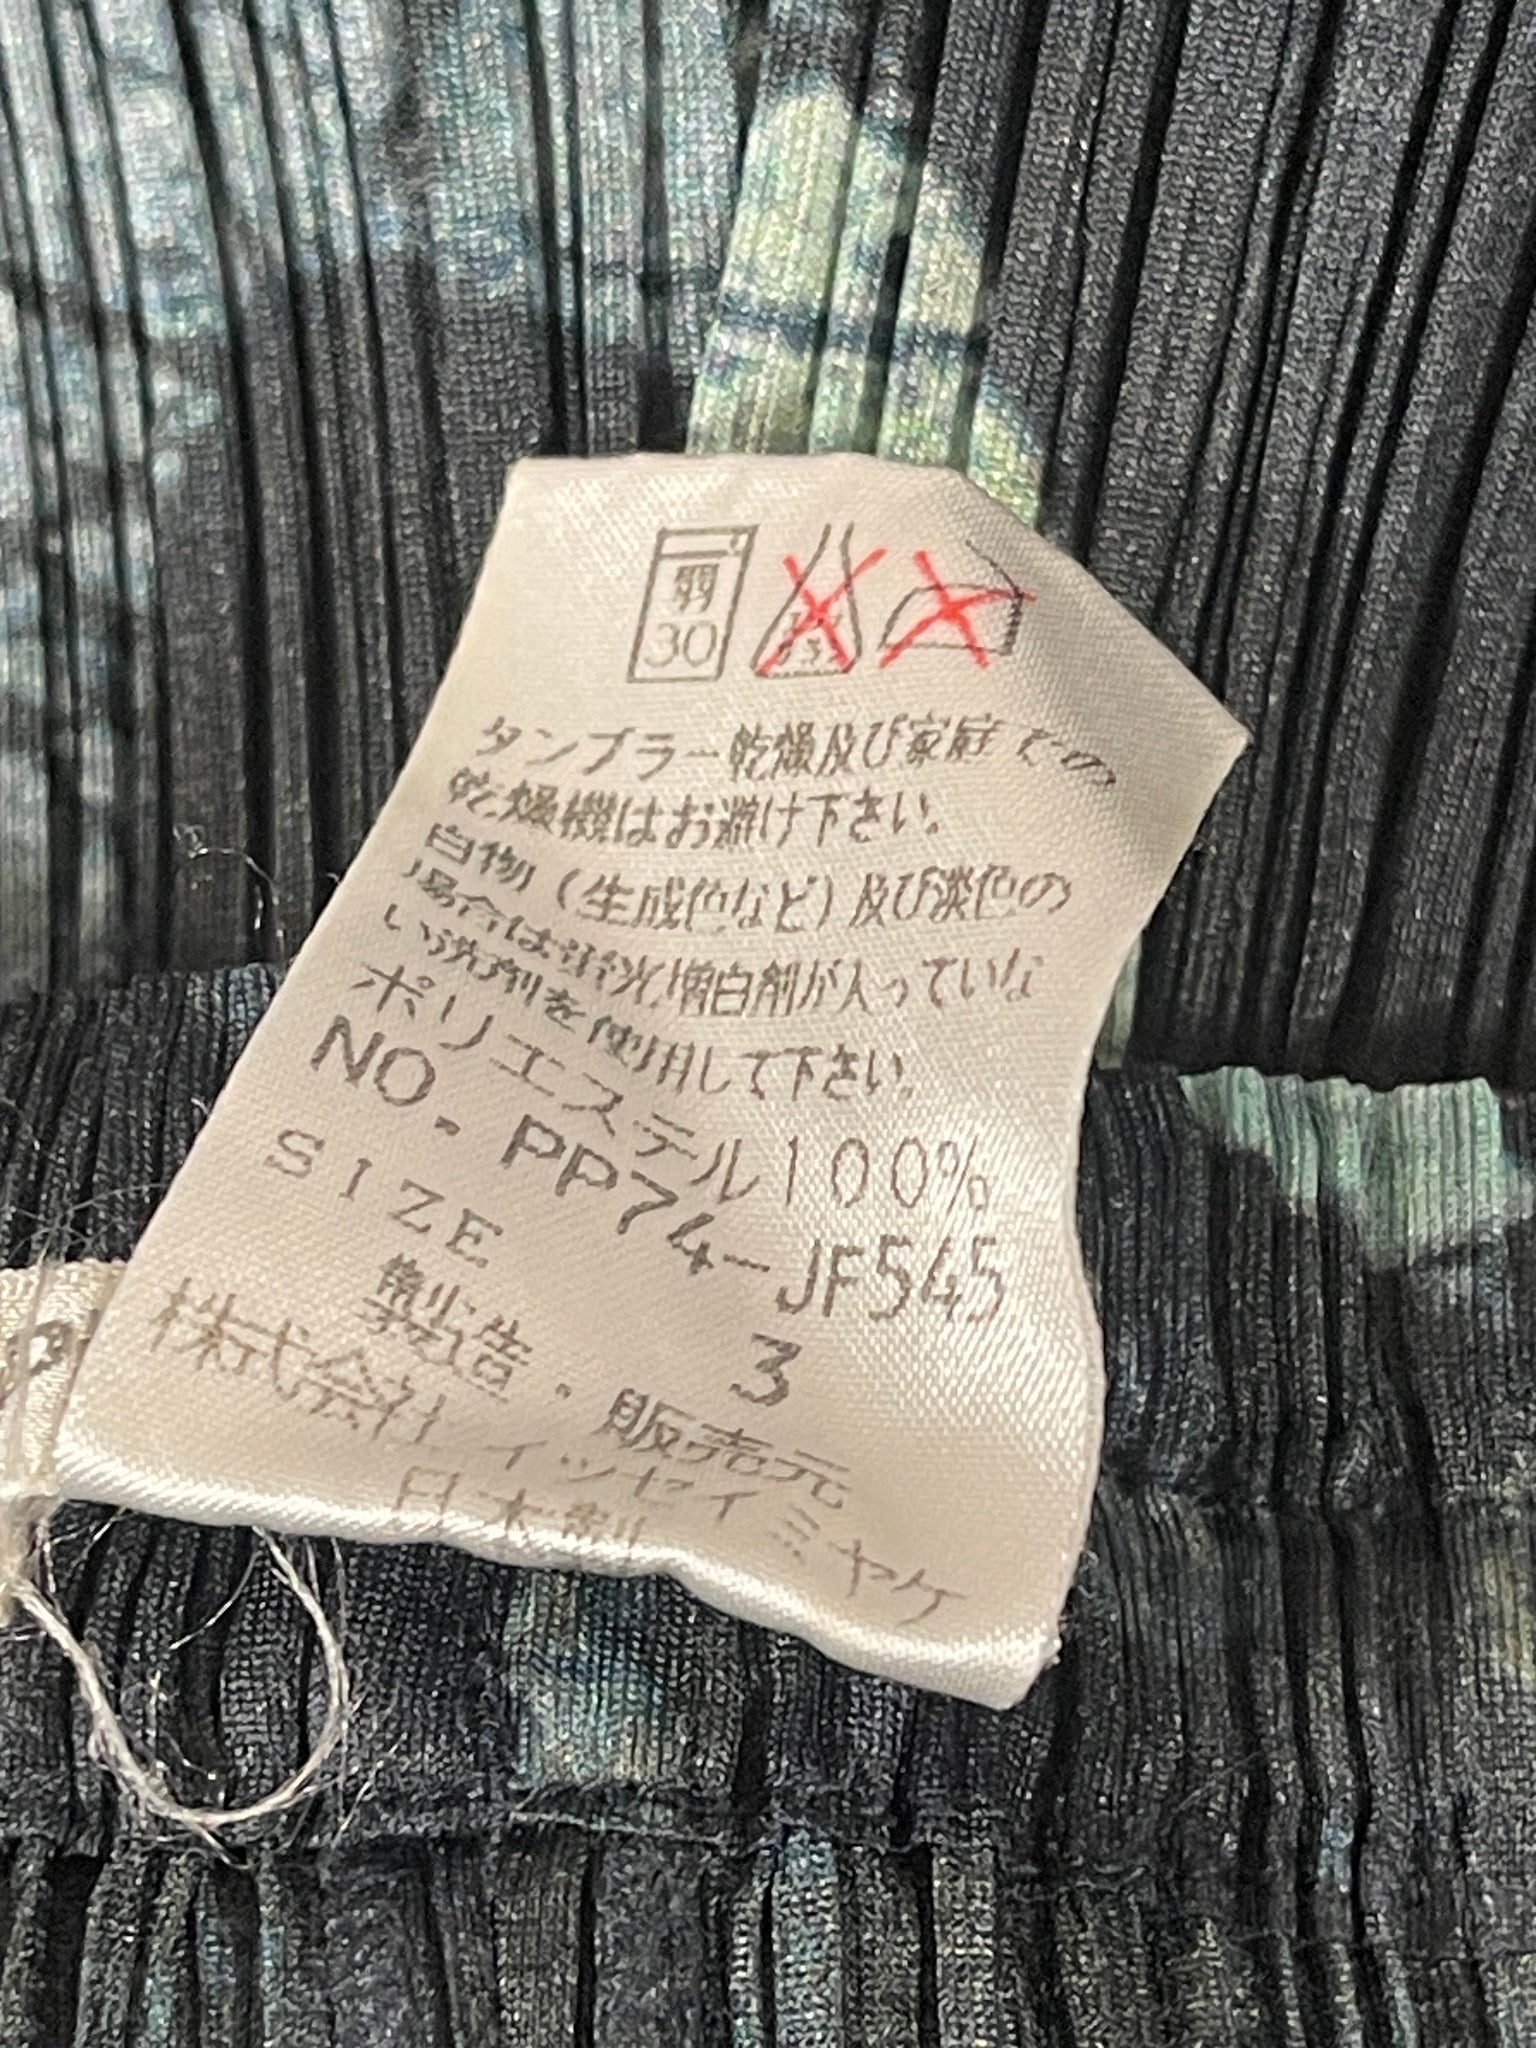 弱
30
タンブラー乾燥及び家庭での
乾燥機はお避け下さい。
白物(生成色など)及び淡色の
場合は蛍光増白剤が入っていな
い洗剤を使用して下さい。
ポリエステル100%
NO. PP74-JF545
SIZE 3
製造・販売元
株式会社イッセイミヤケ
日本製